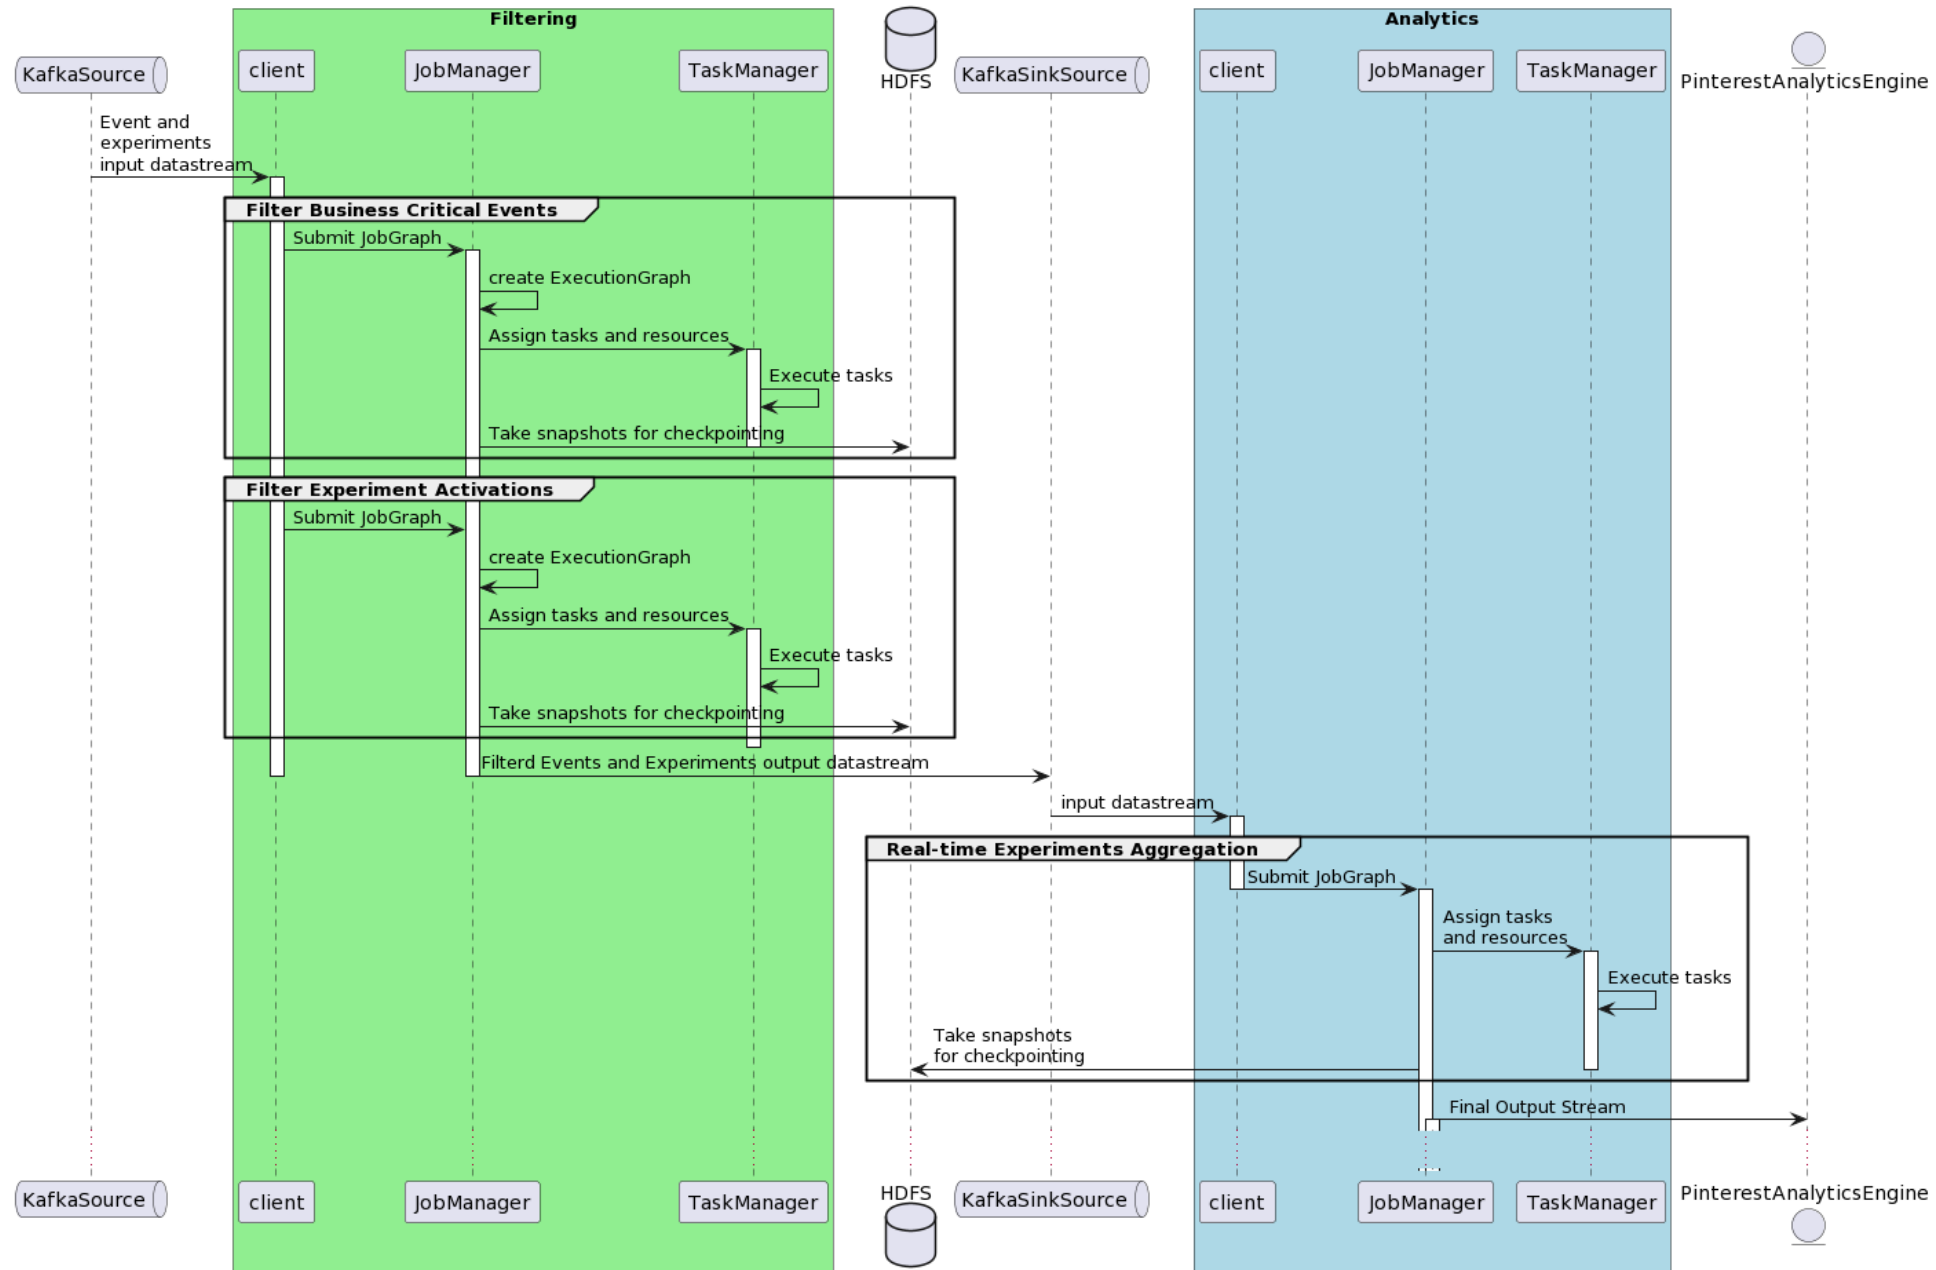 Filtering
Analytics
KafkaSource
client
JobManager
TaskManager
HDFS
KafkaSinkSource
client
JobManager
TaskManager
PinterestAnalyticsEngine
Event and
experiments
input datastream
Filter Business Critical Events
Submit JobGraph
create ExecutionGraph
Assign tasks and resources
Execute tasks
Take snapshots for checkpointing
Filter Experiment Activations
Submit JobGraph
create ExecutionGraph
Assign tasks and resources
Execute tasks
Take snapshots for checkpointing
Filterd Events and Experiments output datastream
input datastream
Real-time Experiments Aggregation
Submit JobGraph
Assign tasks
and resources
Execute tasks
Take snapshots
for checkpointing
Final Output Stream
KafkaSource
client
JobManager
TaskManager
HDFS
KafkaSinkSource
client
JobManager
TaskManager
PinterestAnalyticsEngine